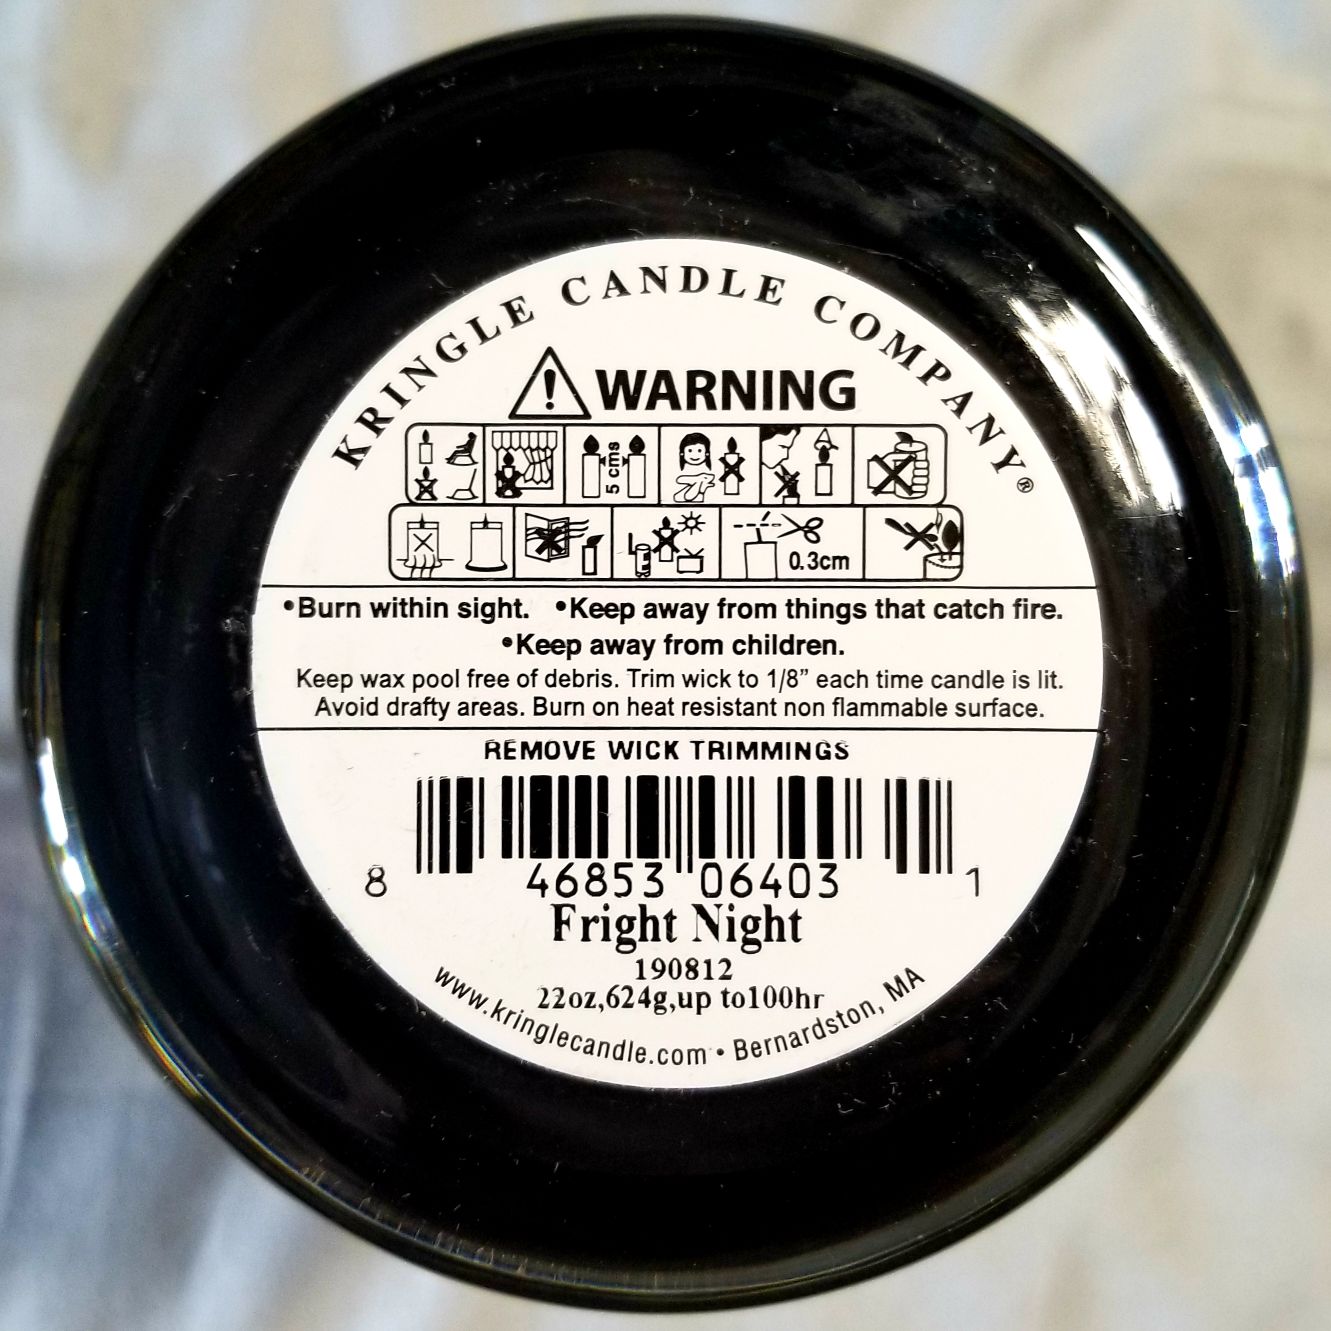 KRINGLE CANDLE COMPANY®
WARNING
5 cms
0.3cm
•Burn within sight. •Keep away from things that catch fire.
•Keep away from children.
Keep wax pool free of debris. Trim wick to 1/8” each time candle is lit.
Avoid drafty areas. Burn on heat resistant non flammable surface.
REMOVE WICK TRIMMINGS
8 46853 06403 1
Fright Night
190812
22oz,624g,up to100hr
www.kringlecandle.com • Bernardston, MA